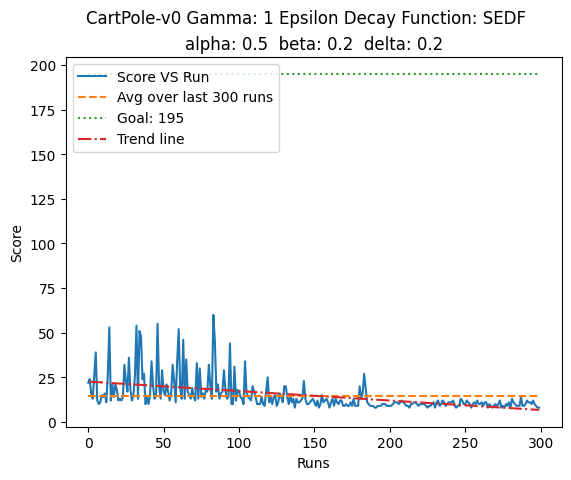 CartPole-v0 Gamma: 1 Epsilon Decay Function: SEDF
alpha: 0.5 beta: 0.2 delta: 0.2
Score VS Run
Avg over last 300 runs
Goal: 195
Trend line
200
175
150
125
100
75
50
25
0
Score
0
50
100
150
200
250
300
Runs